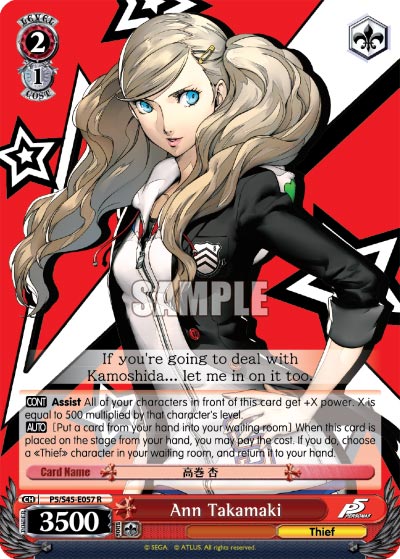 LEVEL
2
1
COST
SAMPLE
If you're going to deal with
Kamoshida... let me in on it too.
CONT Assist All of your characters in front of this card get +X power. X is
equal to 500 multiplied by that character's level.
AUTO [Put a card from your hand into your waiting room] When this card is
placed on the stage from your hand, you may pay the cost. If you do, choose
a «Thief» character in your waiting room, and return it to your hand.
Card Name 高巻 杏
CH P5/S45-E057 R
Ann Takamaki
P5 PERSONA5
POWER 3500
Thief
© SEGA. © ATLUS. All rights reserved.